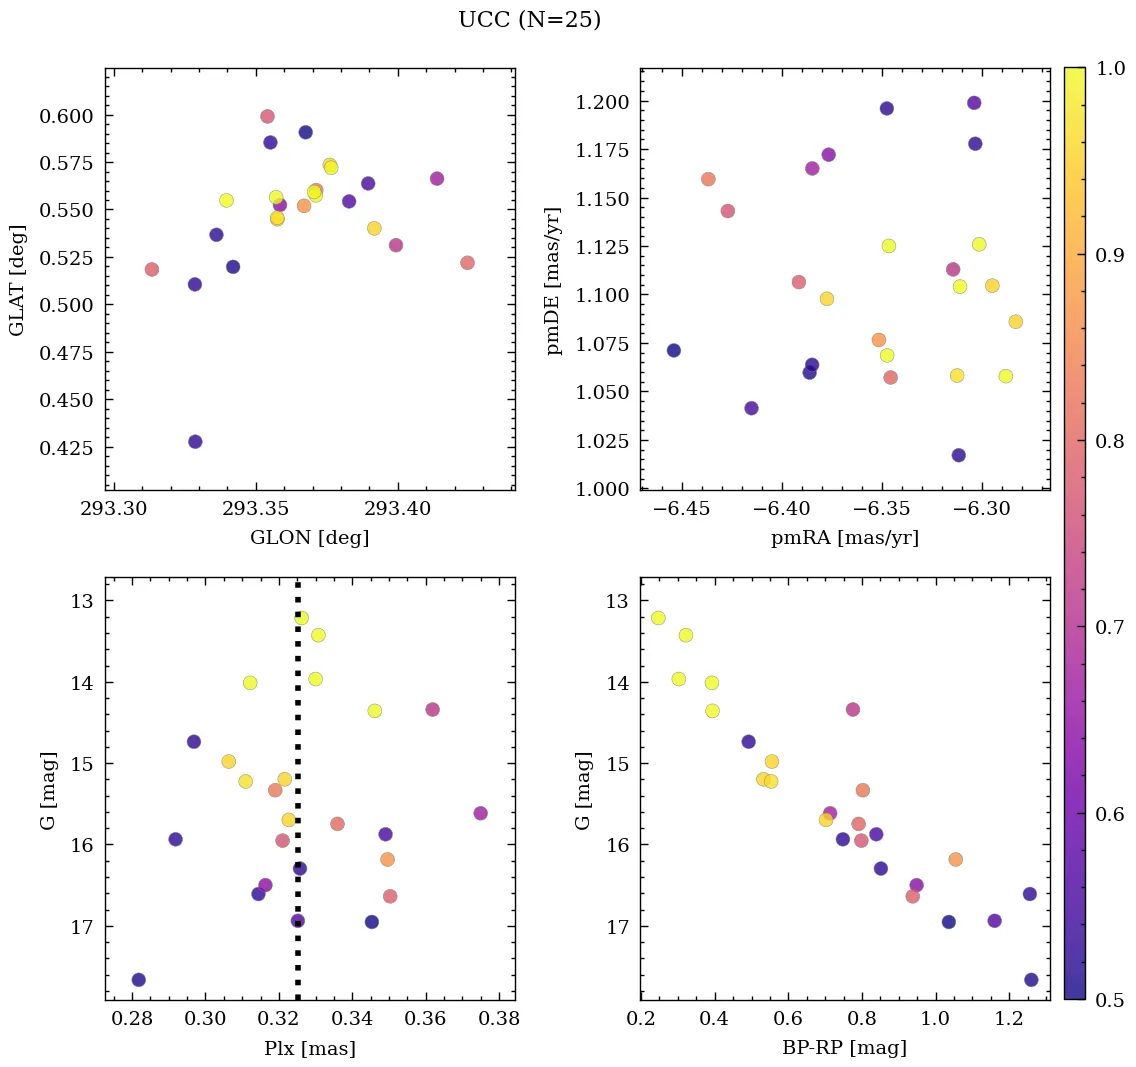 UCC (N=25)
0.600
0.575
0.550
0.525
0.500
0.475
0.450
0.425
GLAT [deg]
293.30 293.35 293.40
GLON [deg]
1.200
1.175
1.150
1.125
1.100
1.075
1.050
1.025
1.000
pmDE [mas/yr]
−6.45 −6.40 −6.35 −6.30
pmRA [mas/yr]
1.0
0.9
0.8
0.7
0.6
0.5
13
14
15
16
17
G [mag]
0.28 0.30 0.32 0.34 0.36 0.38
Plx [mas]
13
14
15
16
17
G [mag]
0.2 0.4 0.6 0.8 1.0 1.2
BP-RP [mag]